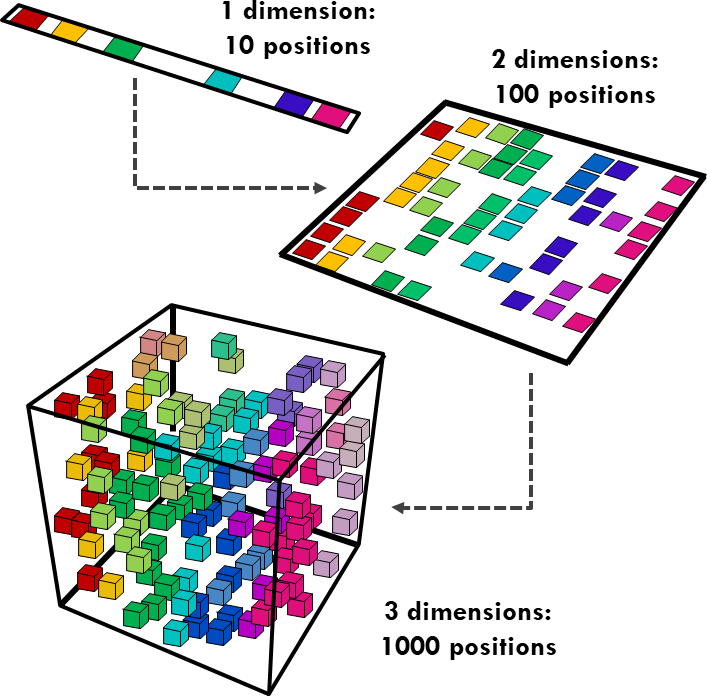 1 dimension:
10 positions
2 dimensions:
100 positions
3 dimensions:
1000 positions